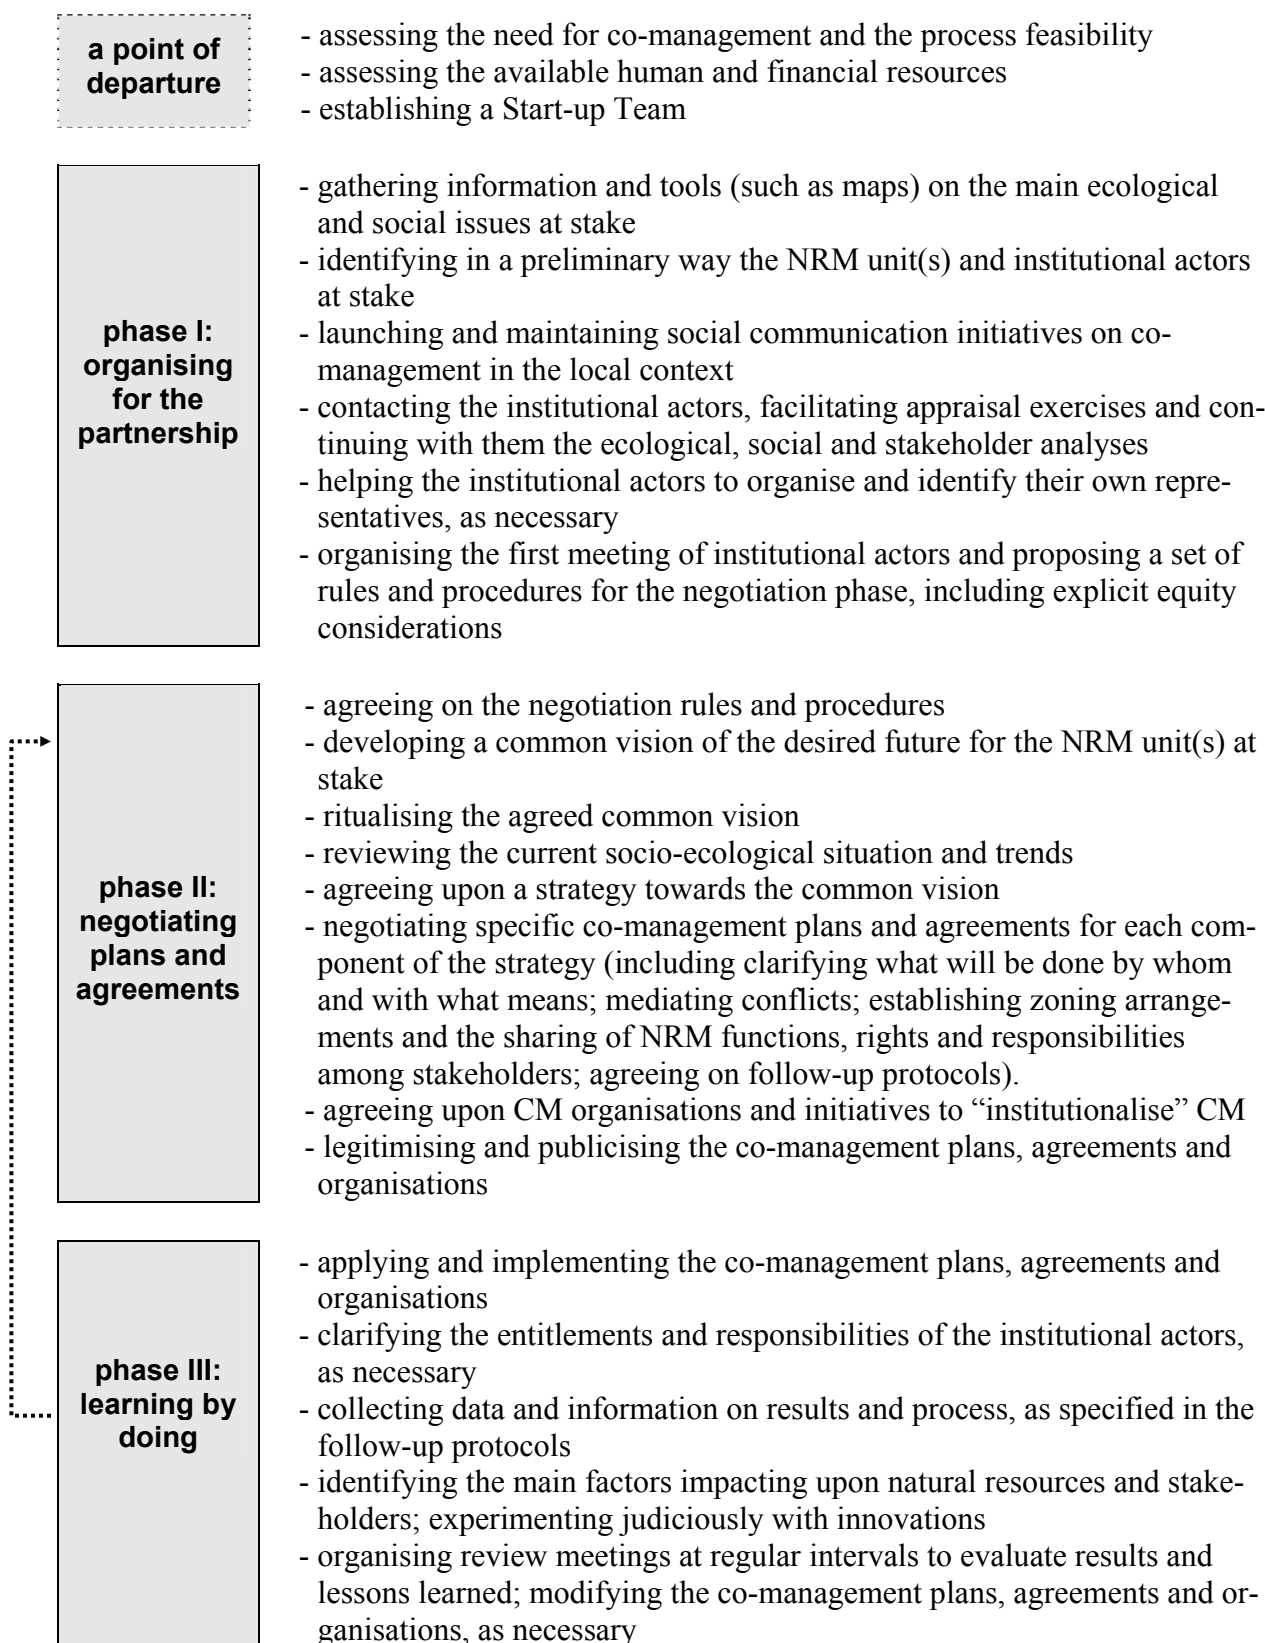 a point of
departure
- assessing the need for co-management and the process feasibility
- assessing the available human and financial resources
- establishing a Start-up Team
phase I:
organising
for the
partnership
- gathering information and tools (such as maps) on the main ecological
and social issues at stake
- identifying in a preliminary way the NRM unit(s) and institutional actors
at stake
- launching and maintaining social communication initiatives on co-
management in the local context
- contacting the institutional actors, facilitating appraisal exercises and con-
tinuing with them the ecological, social and stakeholder analyses
- helping the institutional actors to organise and identify their own repre-
sentatives, as necessary
- organising the first meeting of institutional actors and proposing a set of
rules and procedures for the negotiation phase, including explicit equity
considerations
phase II:
negotiating
plans and
agreements
- agreeing on the negotiation rules and procedures
- developing a common vision of the desired future for the NRM unit(s) at
stake
- ritualising the agreed common vision
- reviewing the current socio-ecological situation and trends
- agreeing upon a strategy towards the common vision
- negotiating specific co-management plans and agreements for each com-
ponent of the strategy (including clarifying what will be done by whom
and with what means; mediating conflicts; establishing zoning arrange-
ments and the sharing of NRM functions, rights and responsibilities
among stakeholders; agreeing on follow-up protocols).
- agreeing upon CM organisations and initiatives to “institutionalise” CM
- legitimising and publicising the co-management plans, agreements and
organisations
phase III:
learning by
doing
- applying and implementing the co-management plans, agreements and
organisations
- clarifying the entitlements and responsibilities of the institutional actors,
as necessary
- collecting data and information on results and process, as specified in the
follow-up protocols
- identifying the main factors impacting upon natural resources and stake-
holders; experimenting judiciously with innovations
- organising review meetings at regular intervals to evaluate results and
lessons learned; modifying the co-management plans, agreements and or-
ganisations, as necessary